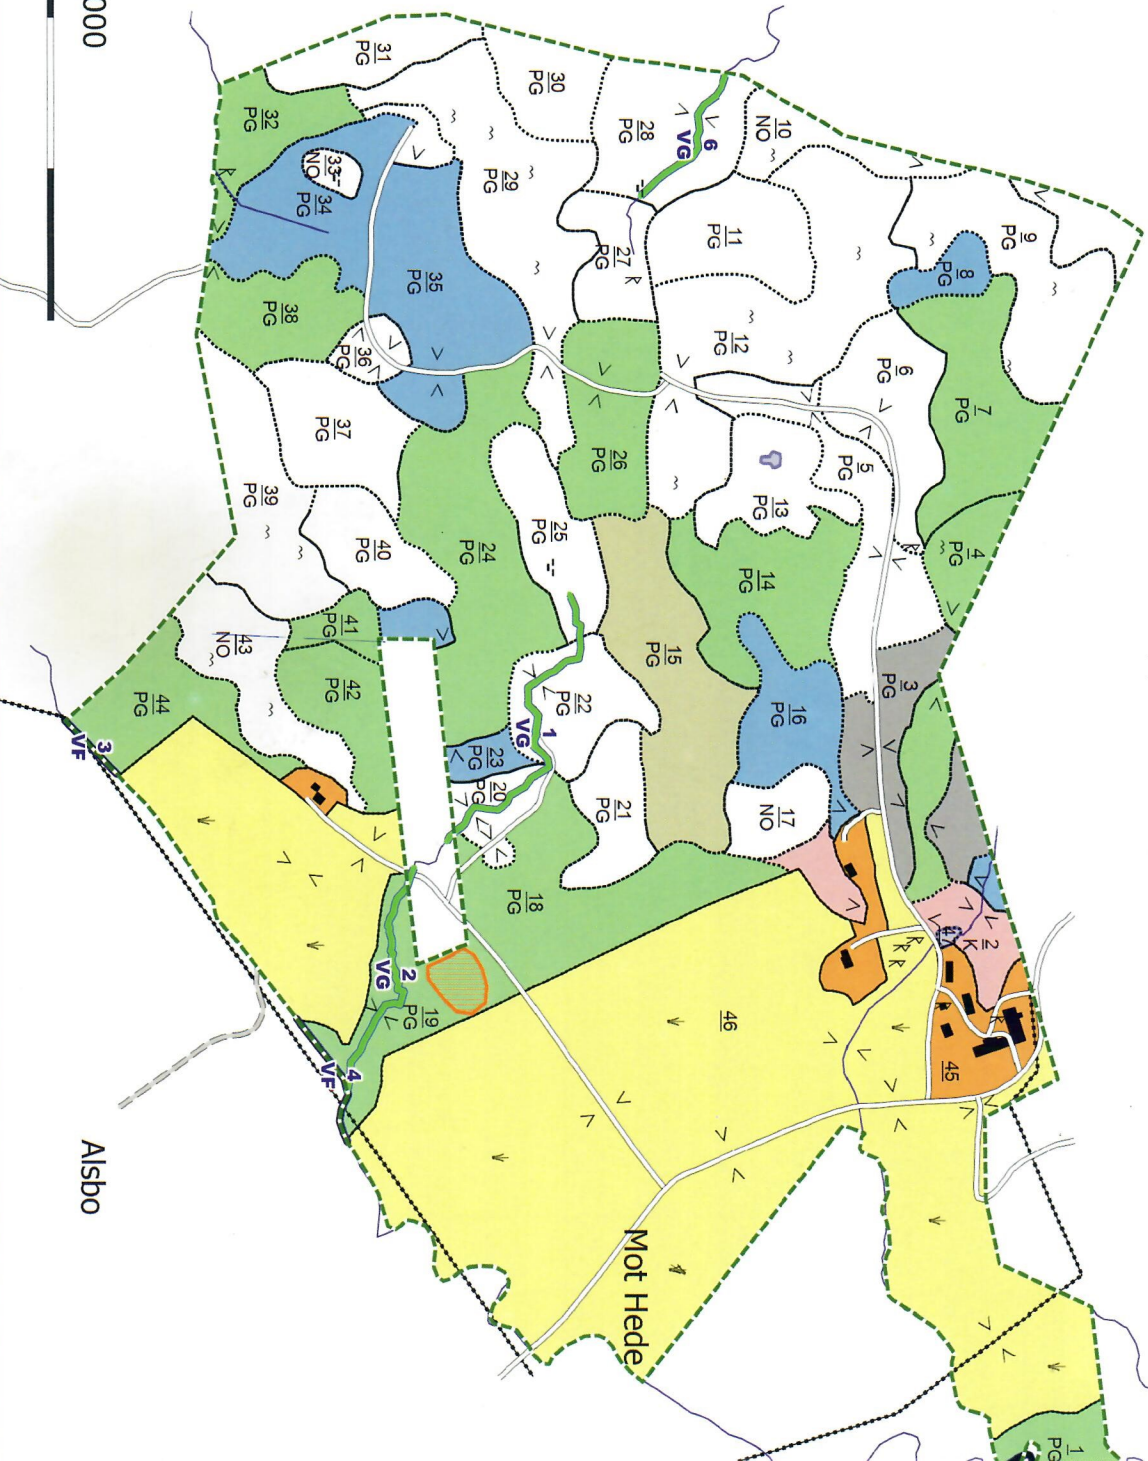 000
31
PG
30
PG
32
PG
28
PG
6
VG
10
NO
33
NO
34
PG
29
PG
27
PG
11
PG
9
PG
8
PG
35
PG
38
PG
36
PG
12
PG
6
PG
7
PG
37
PG
26
PG
5
PG
13
PG
39
PG
40
PG
24
PG
25
PG
14
PG
4
PG
41
PG
43
NO
42
PG
44
PG
15
PG
3
PG
22
PG
1
VG
16
PG
23
PG
20
PG
21
PG
17
NO
3
VF
18
PG
2
K
47
2
VG
19
PG
46
45
4
VF
Alsbo
Mot Hede
1
PG